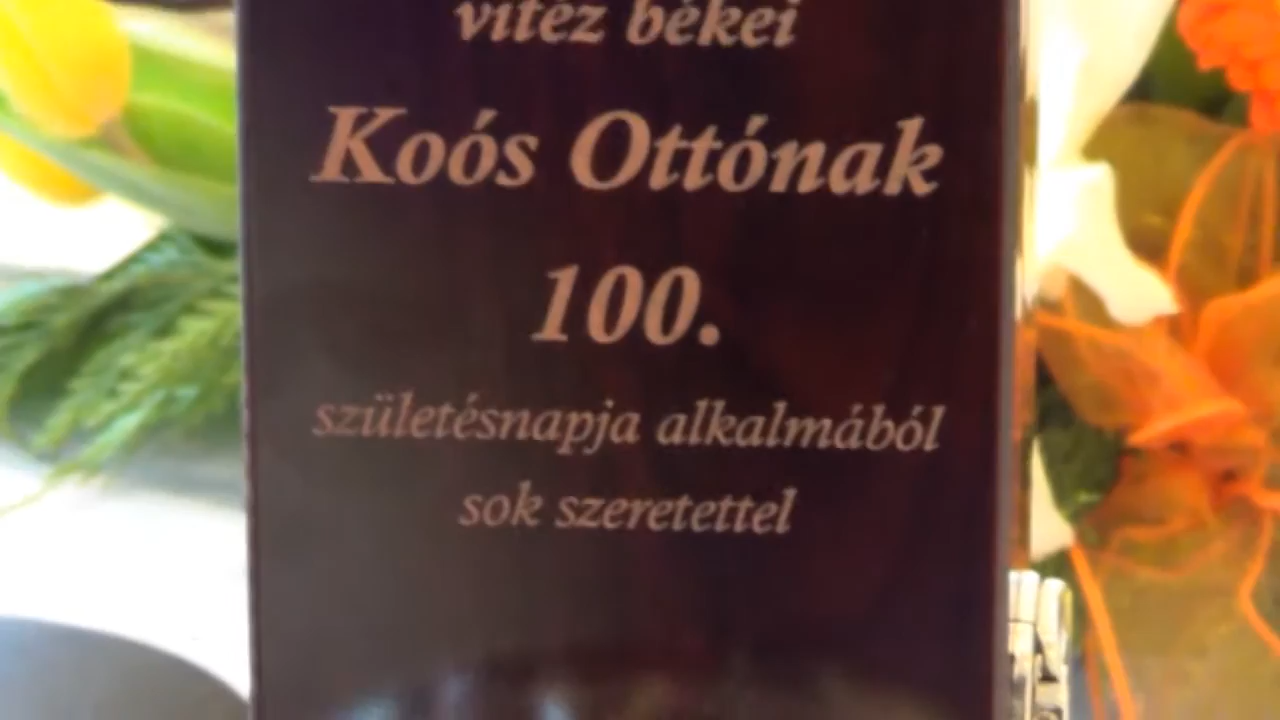 vitéz békei
Koós Ottónak
100.
születésnapja alkalmából
sok szeretettel